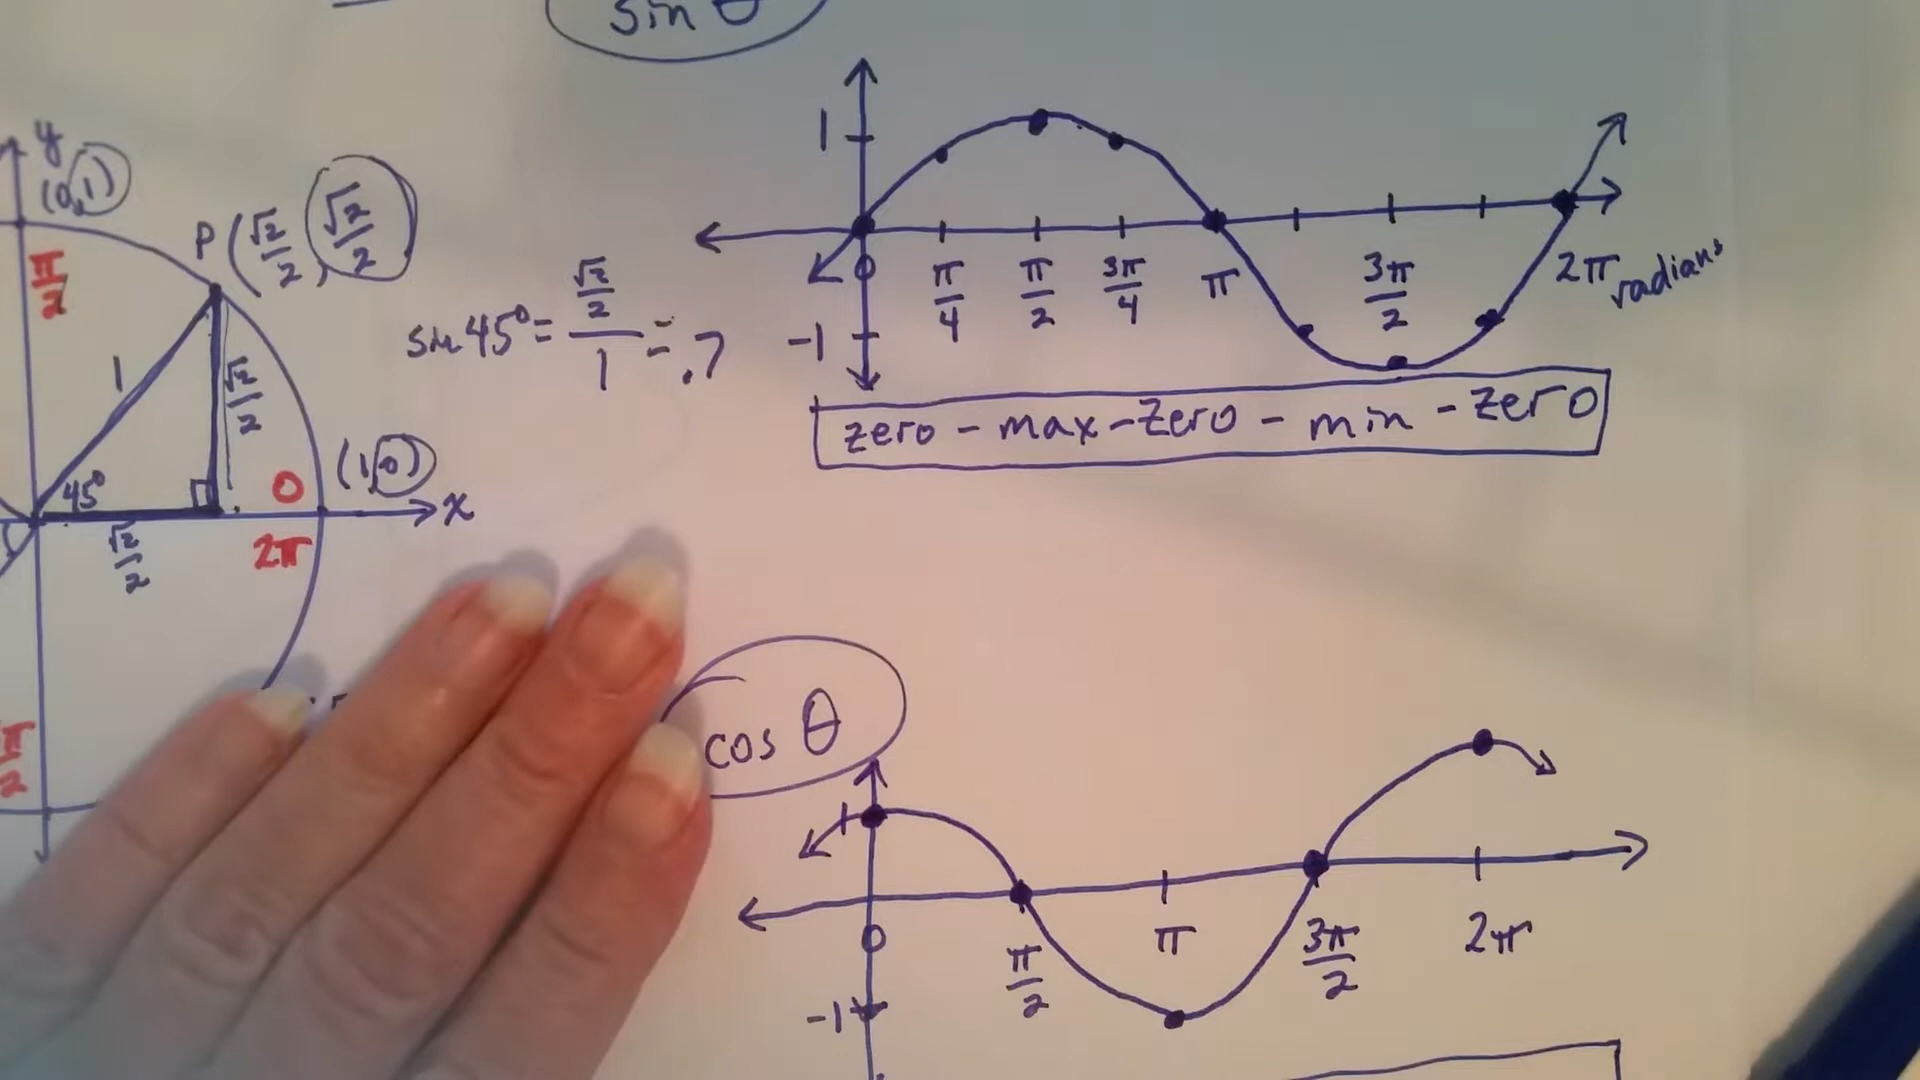 sin θ
1
-1
0
π/4
π/2
3π/4
π
3π/2
2π
radians
zero - max - zero - min - zero
y
(0,1)
P (√2/2, √2/2)
π/2
sin 45° = √2/2 / 1 = .7
1
√2/2
45°
0
(1,0)
x
√2/2
2π
cos θ
1
0
π/2
π
3π/2
2π
-1